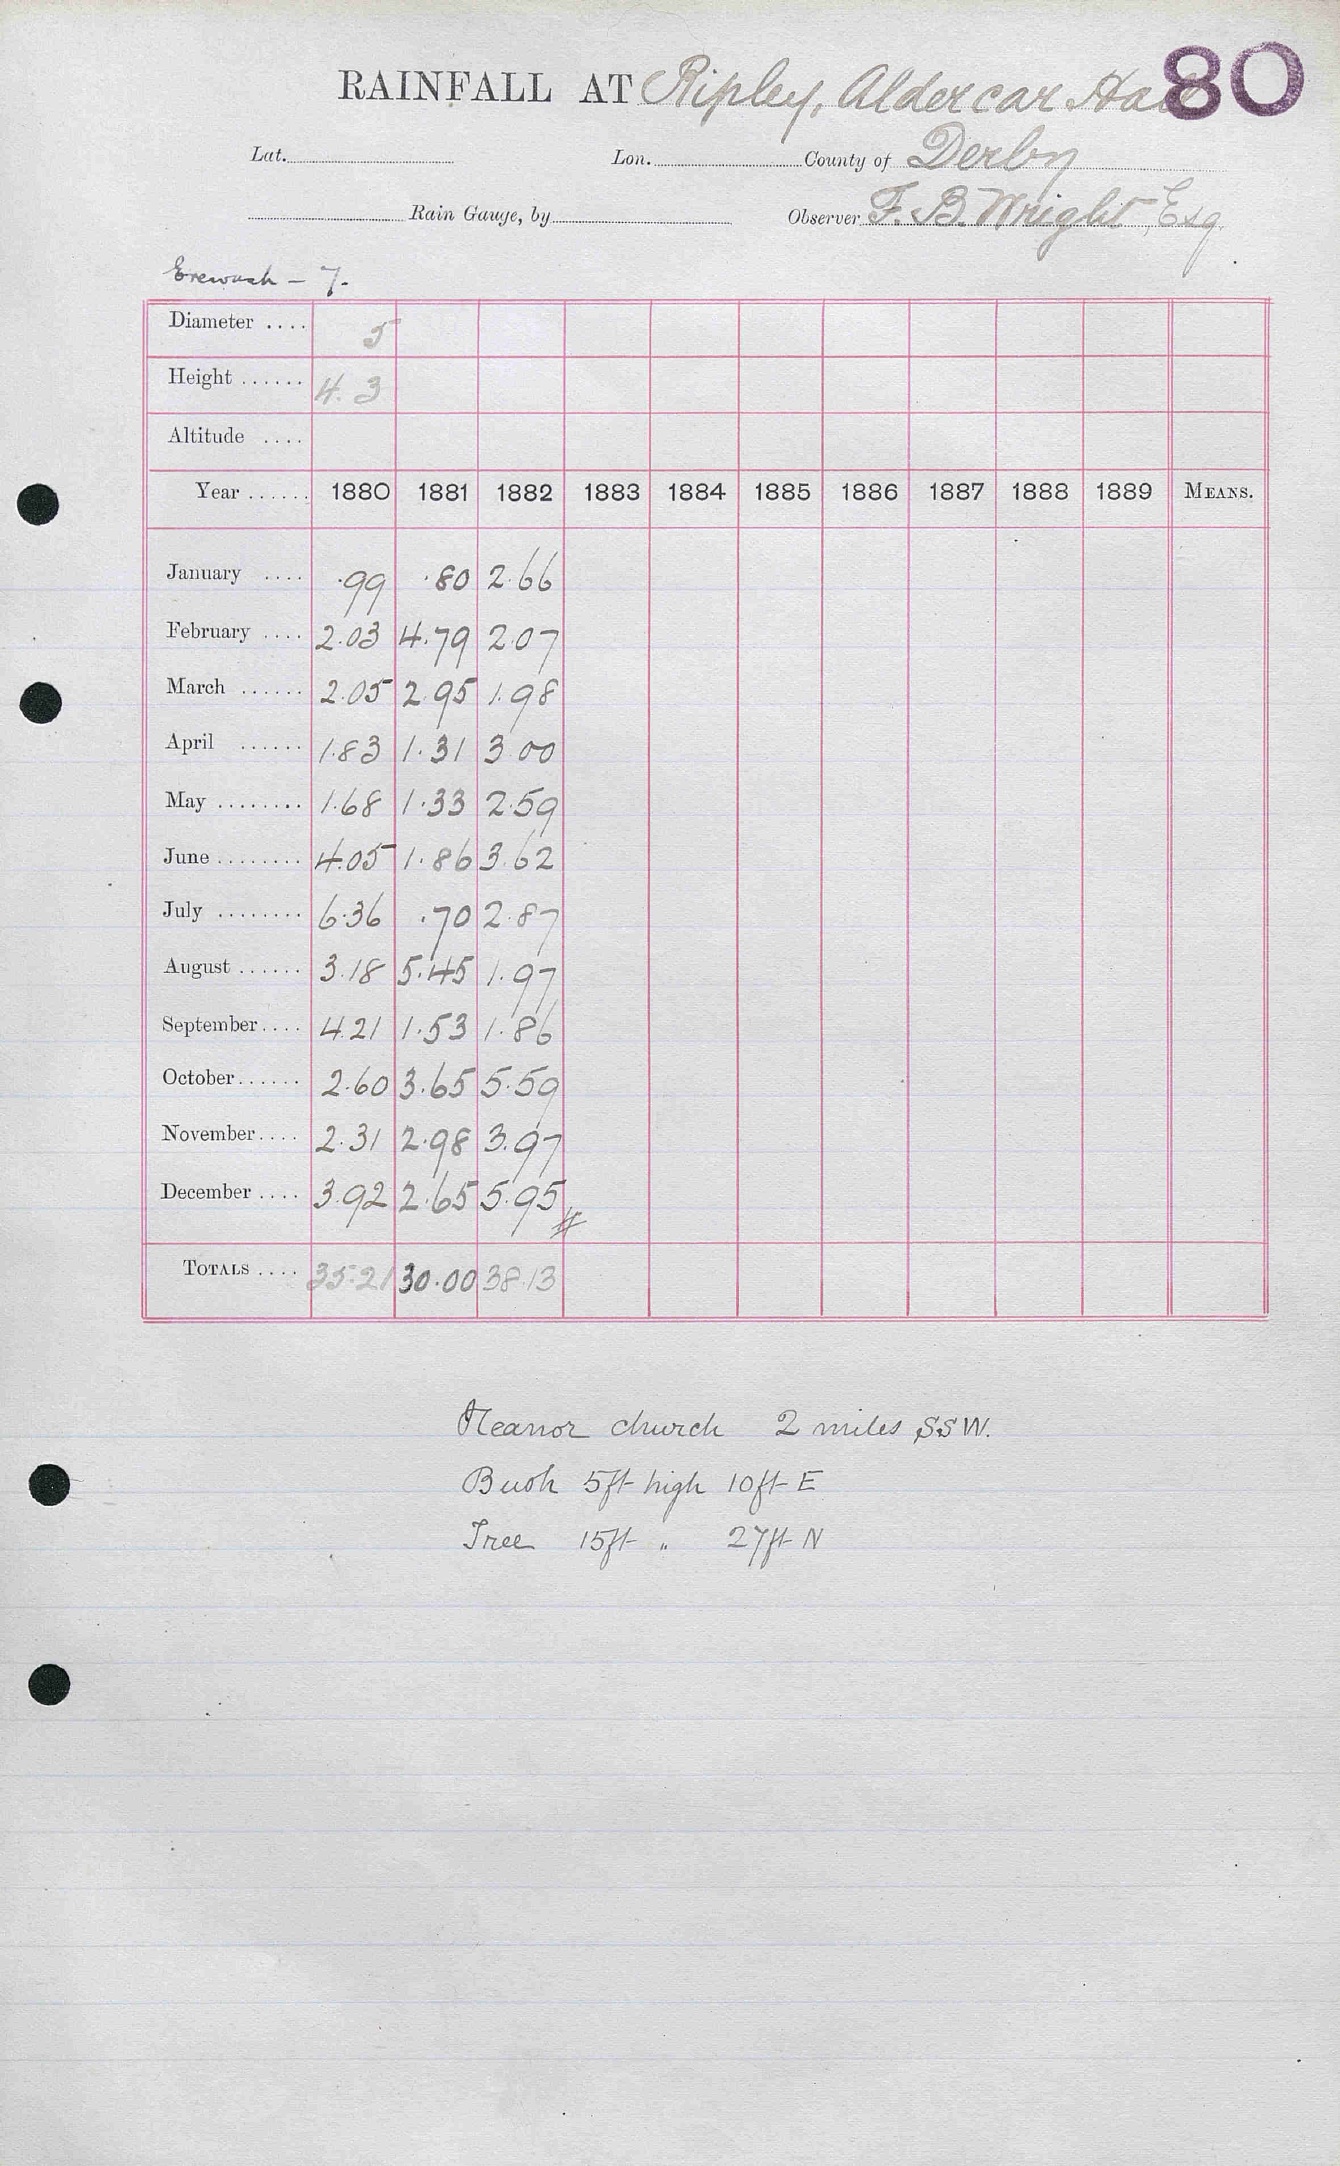 RAINFALL AT Ripley, Aldercar Hall 80
Lat. Lon. County of Derby
Rain Gauge, by Observer F. B. Wright, Esq.
Erewash - 7.
Diameter .... 5
Height ...... 4. 3
Altitude ....
Year ...... 1880 1881 1882 1883 1884 1885 1886 1887 1888 1889 MEANS.
January .... .99 .80 2.66
February .... 2.03 4.79 2.07
March ...... 2.05 2.95 1.98
April ...... 1.83 1.31 3 00
May ........ 1.68 1.33 2.59
June ........ 4.05 1.86 3.62
July ........ 6.36 .70 2.87
August ...... 3.18 5.45 1.97
September .... 4.21 1.53 1.86
October ...... 2.60 3.65 5.59
November .... 2.31 2.98 3.97
December .... 3.92 2.65 5.95 #
TOTALS .... 35.21 30.00 38.13
Heanor church 2 miles SSW.
Bush 5ft high 10ft E
Tree 15ft " 27ft N